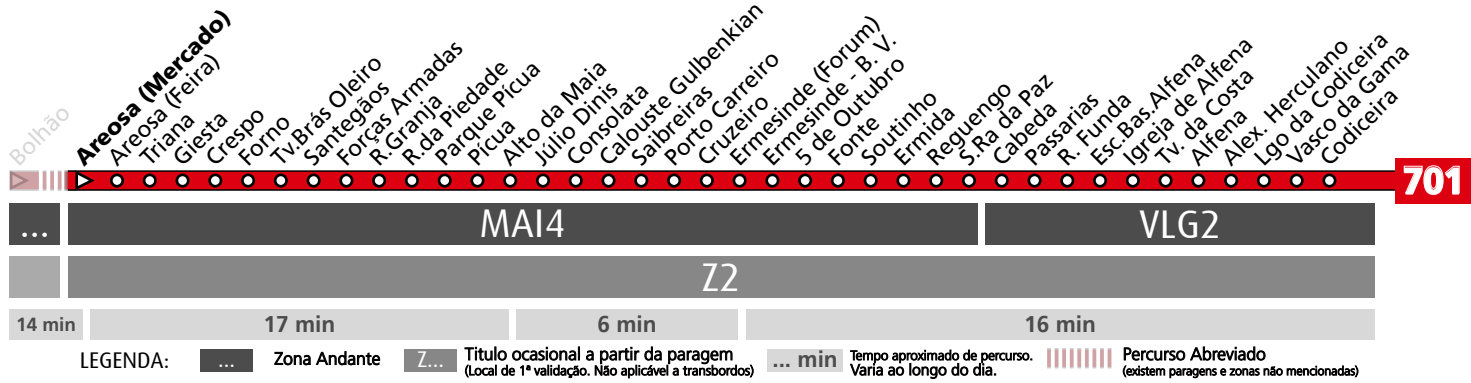 Bolhão
Areosa (Mercado)
Areosa (Feira)
Triana
Giesta
Crespo
Forno
Tv.Brás Oleiro
Santegãos
Forças Armadas
R.Granja
R.da Piedade
Parque Pícua
Pícua
Alto da Maia
Júlio Dinis
Consolata
Calouste Gulbenkian
Saibreiras
Porto Carreiro
Cruzeiro
Ermesinde (Forum)
Ermesinde - B. V.
5 de Outubro
Fonte
Soutinho
Ermida
Reguengo
S.Ra da Paz
Cabeda
Passarias
R. Funda
Esc.Bas.Alfena
Igreja de Alfena
Tv. da Costa
Alfena
Alex. Herculano
Lgo da Codiceira
Vasco da Gama
Codiceira
701
... MAI4 VLG2
Z2
14 min 17 min 6 min 16 min
LEGENDA:
... Zona Andante
Z... Titulo ocasional a partir da paragem
(Local de 1ª validação. Não aplicável a transbordos)
... min Tempo aproximado de percurso.
Varia ao longo do dia.
Percurso Abreviado
(existem paragens e zonas não mencionadas)